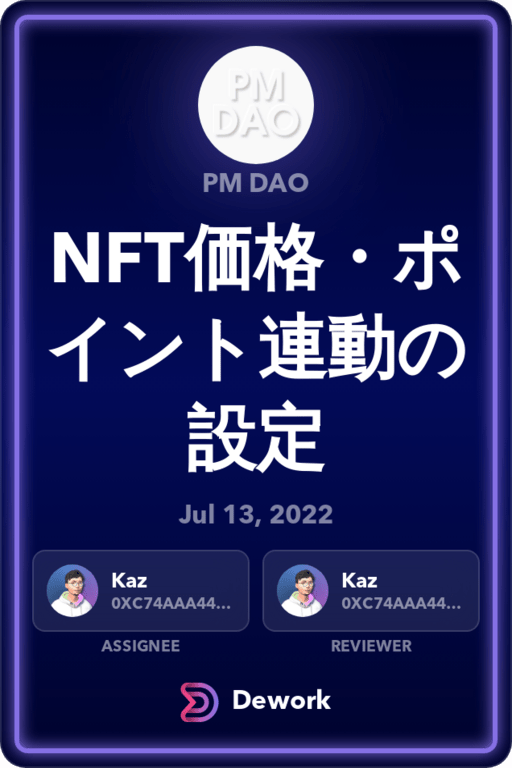 PM
DAO
PM DAO
NFT価格・ポ
イント連動の
設定
Jul 13, 2022
Kaz
0XC74AAA44...
Kaz
0XC74AAA44...
ASSIGNEE
REVIEWER
Dework